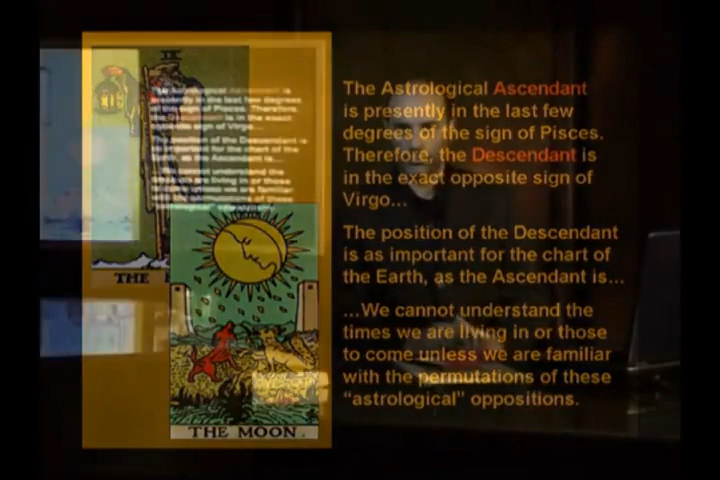 IX
THE
THE MOON.
The Astrological Ascendant
is presently in the last few
degrees of the sign of Pisces.
Therefore, the Descendant is
in the exact opposite sign of
Virgo...
The position of the Descendant
is as important for the chart of
the Earth, as the Ascendant is...
...We cannot understand the
times we are living in or those
to come unless we are familiar
with the permutations of these
“astrological” oppositions.